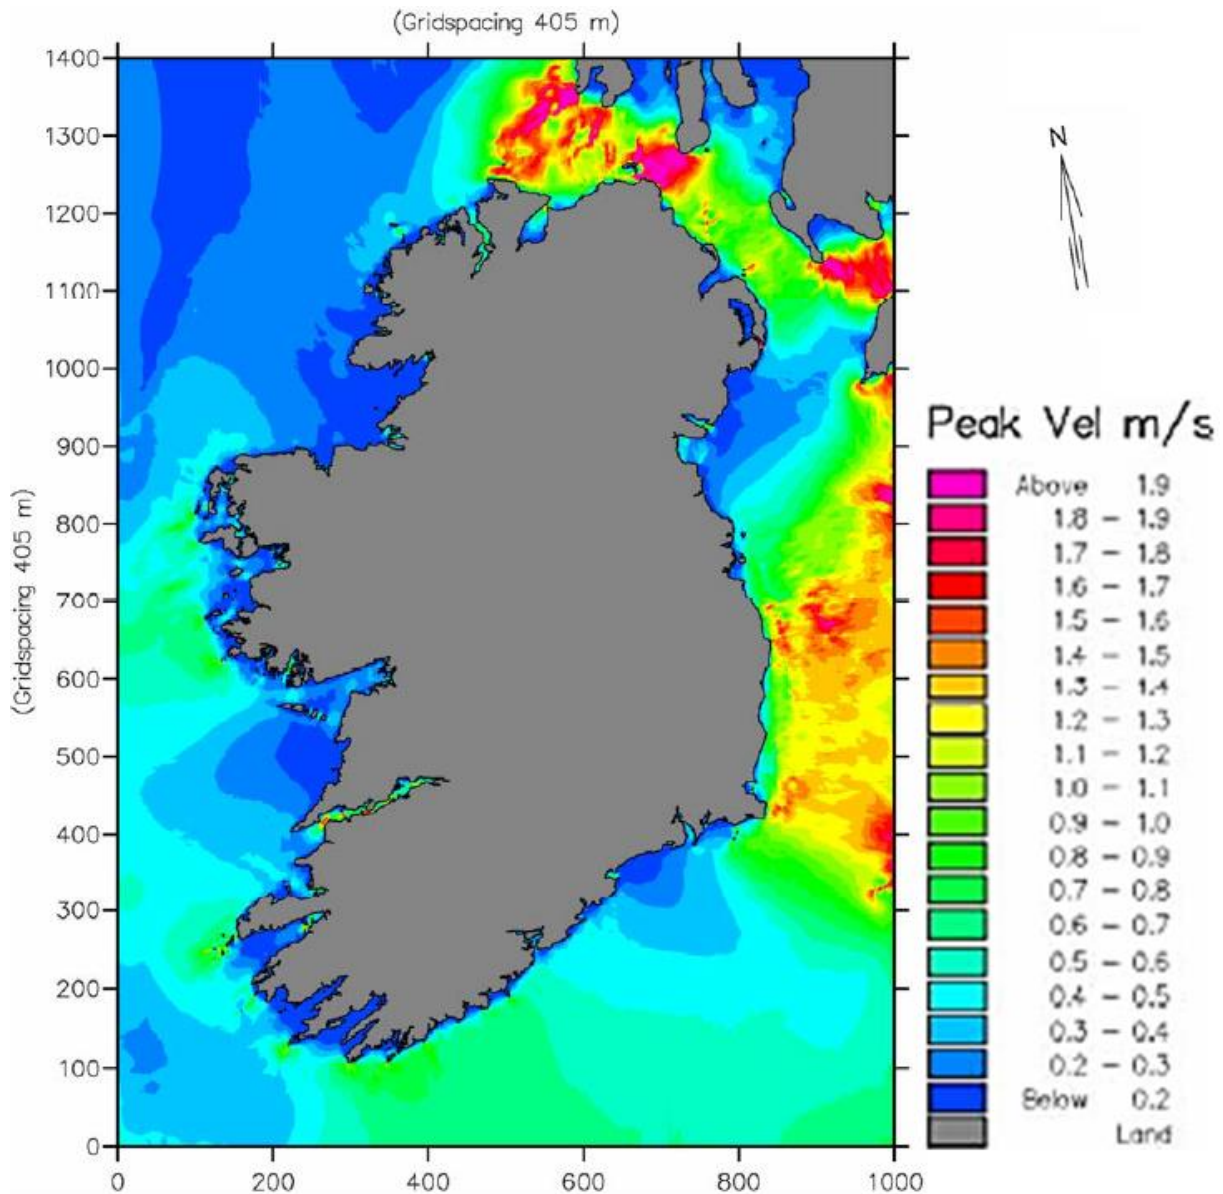 (Gridspacing 405 m)
1400
1300
1200
1100
1000
900
800
700
600
500
400
300
200
100
0
(Gridspacing 405 m)
0 200 400 600 800 1000
N
Peak Vel m/s
Above 1.9
1.8 – 1.9
1.7 – 1.8
1.6 – 1.7
1.5 – 1.6
1.4 – 1.5
1.3 – 1.4
1.2 – 1.3
1.1 – 1.2
1.0 – 1.1
0.9 – 1.0
0.8 – 0.9
0.7 – 0.8
0.6 – 0.7
0.5 – 0.6
0.4 – 0.5
0.3 – 0.4
0.2 – 0.3
Below 0.2
Land